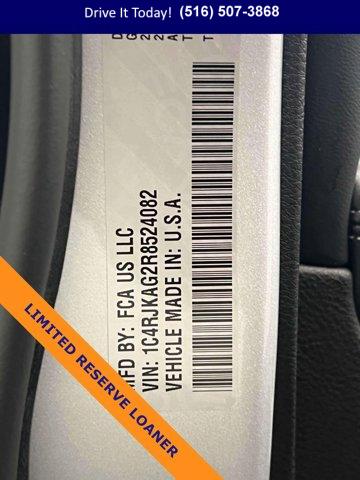 Drive It Today! (516) 507-3868
MFD BY: FCA US LLC
VIN: 1C4RJKAG2R8524082
VEHICLE MADE IN: U.S.A.
LIMITED RESERVE LOANER